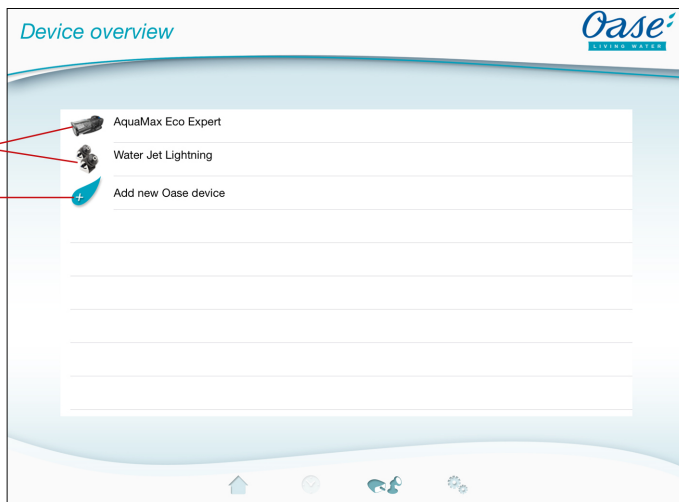 Device overview
Oase
LIVING WATER
AquaMax Eco Expert
Water Jet Lightning
Add new Oase device